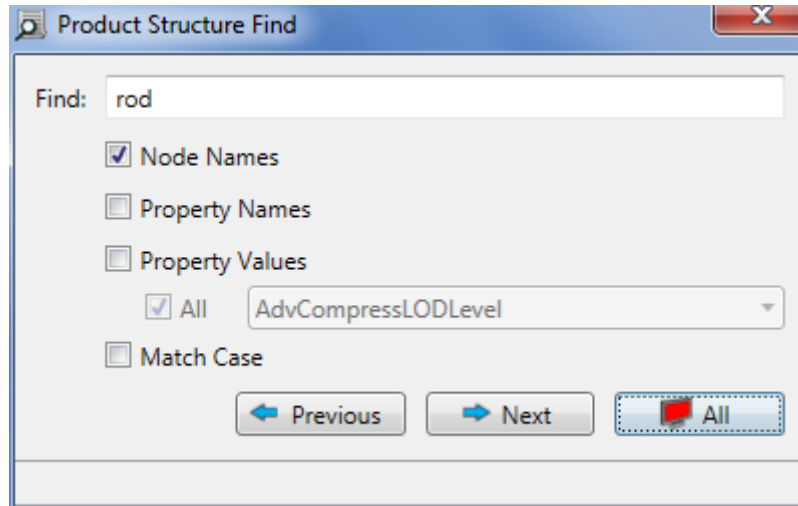 Product Structure Find
Find: rod
Node Names
Property Names
Property Values
All AdvCompressLODLevel
Match Case
Previous Next All